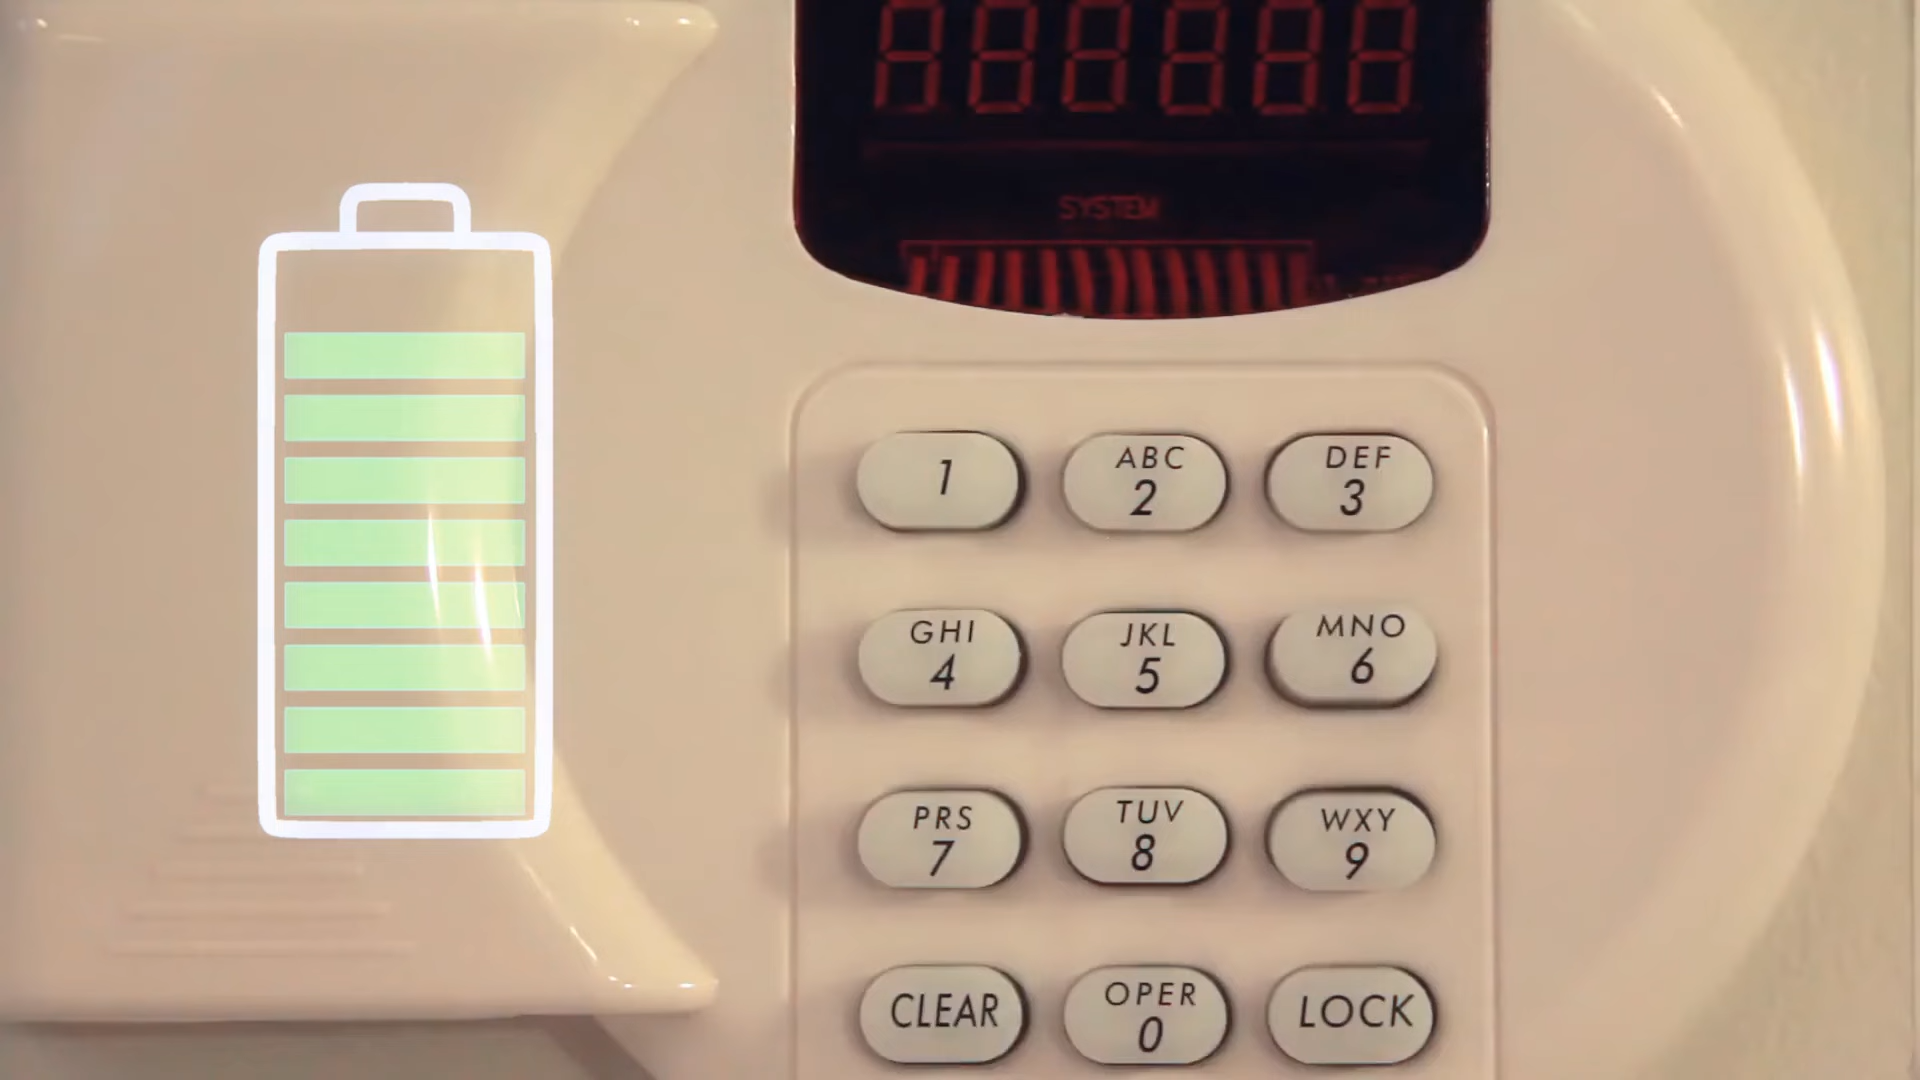 SYSTEM
1
ABC
2
DEF
3
GHI
4
JKL
5
MNO
6
PRS
7
TUV
8
WXY
9
CLEAR
OPER
0
LOCK